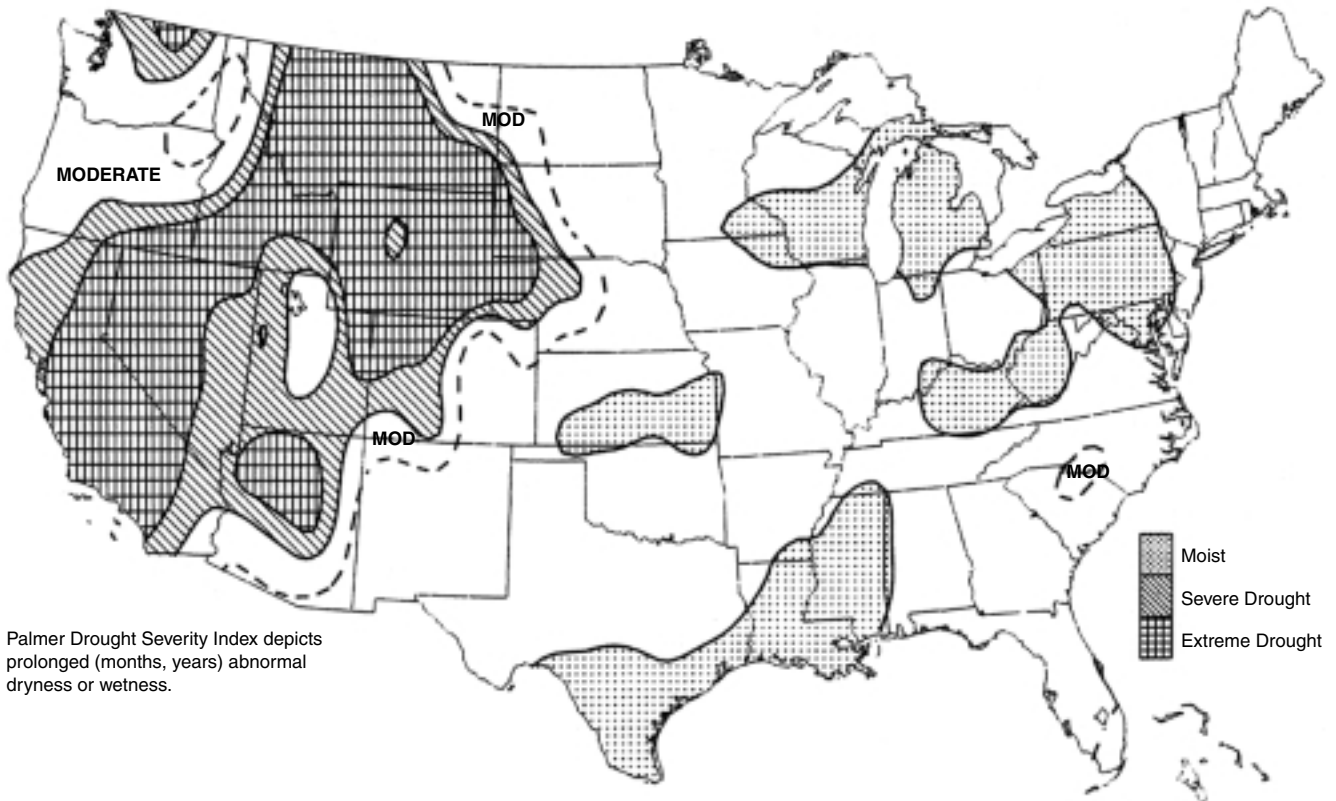 MOD
MODERATE
MOD
MOD
Moist
Severe Drought
Extreme Drought
Palmer Drought Severity Index depicts
prolonged (months, years) abnormal
dryness or wetness.